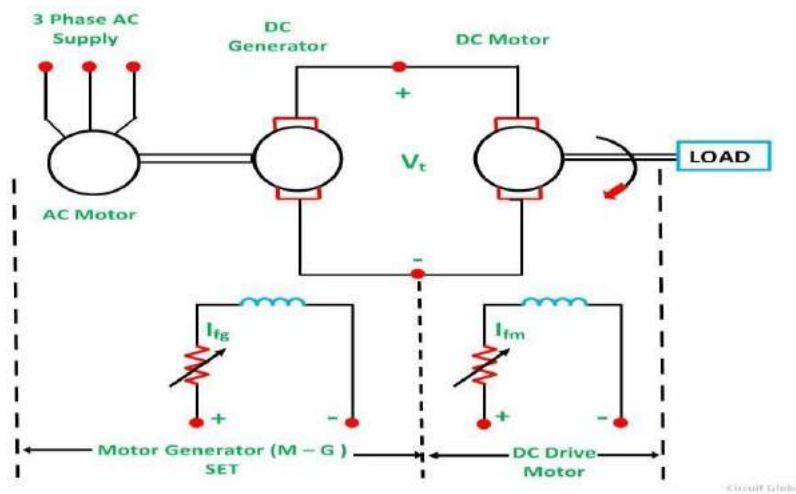 3 Phase AC
Supply
DC
Generator
DC Motor
+
Vt
LOAD
AC Motor
-
Ifg
Ifm
+
-
+
-
Motor Generator (M - G )
SET
DC Drive
Motor